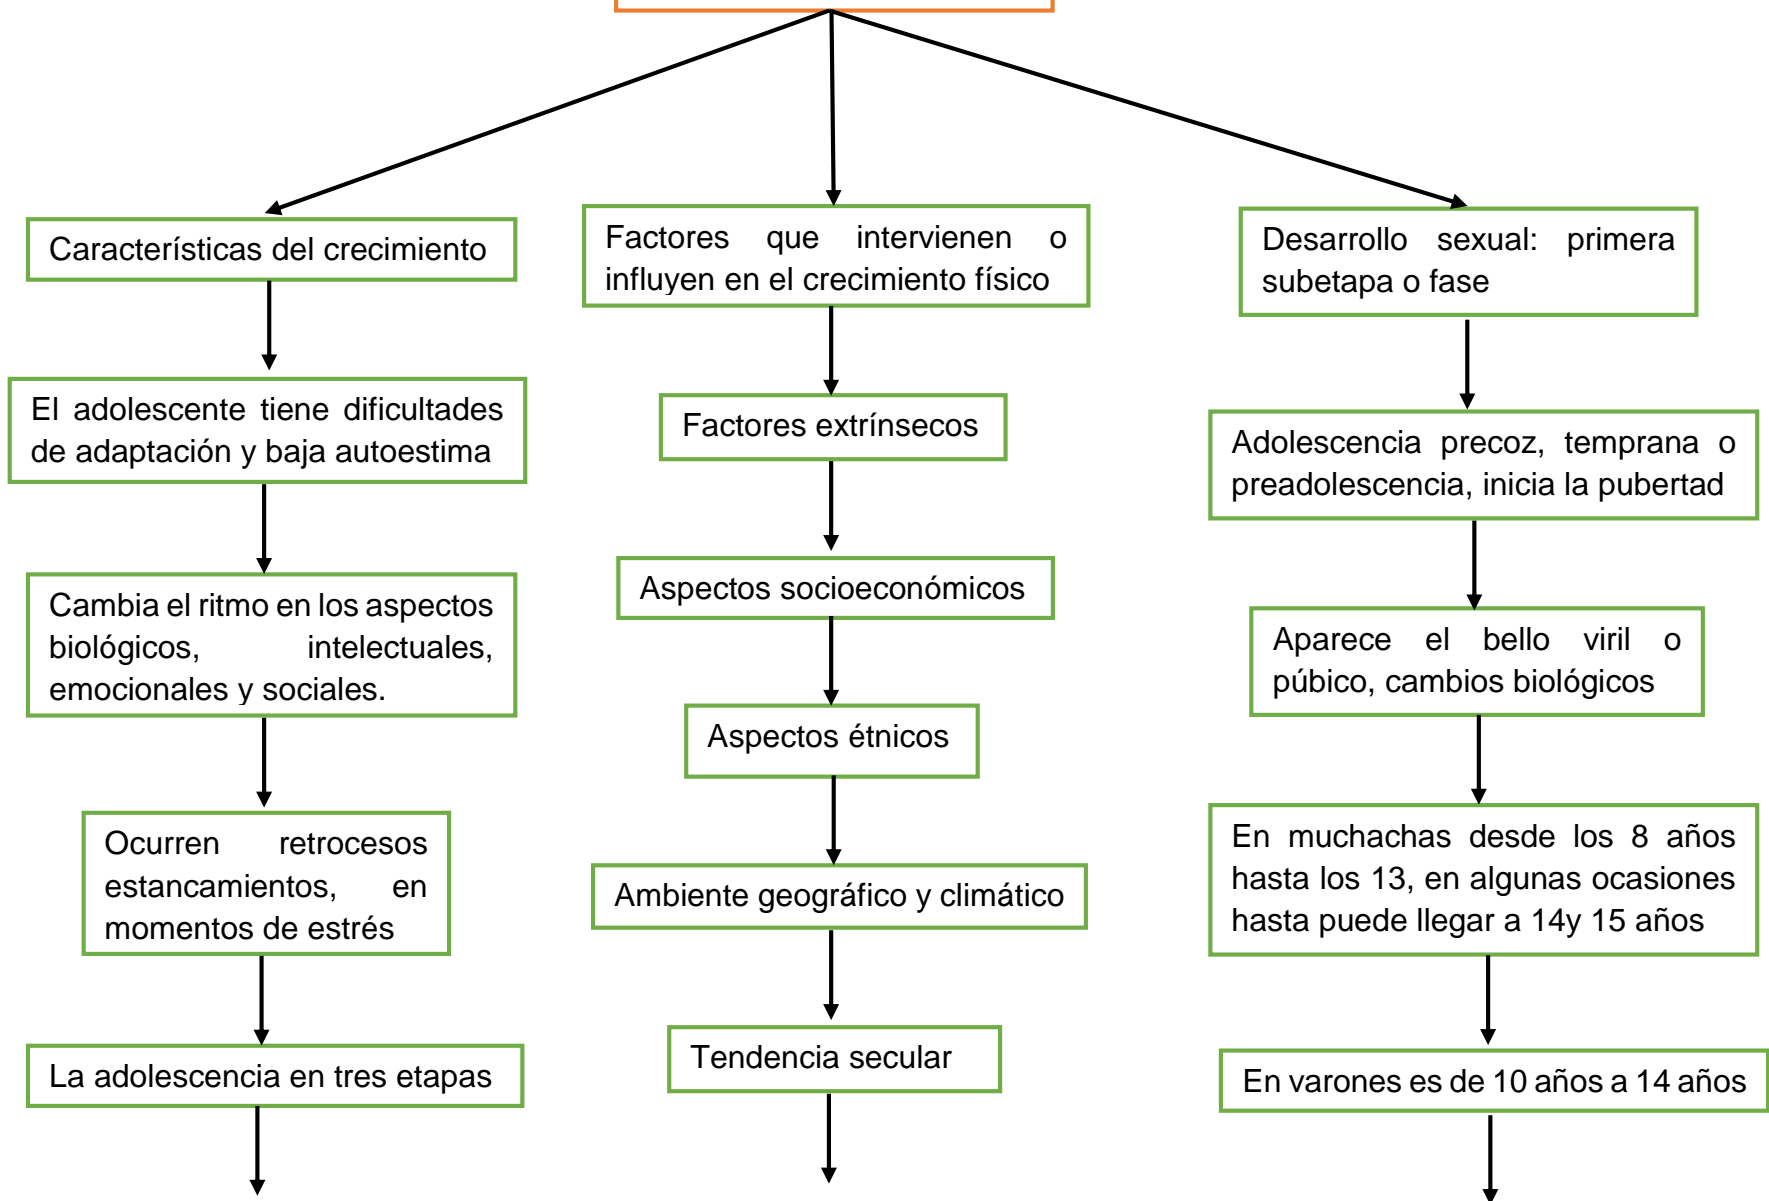 Características del crecimiento
El adolescente tiene dificultades
de adaptación y baja autoestima
Cambia el ritmo en los aspectos
biológicos, intelectuales,
emocionales y sociales.
Ocurren retrocesos
estancamientos, en
momentos de estrés
La adolescencia en tres etapas
Factores que intervienen o
influyen en el crecimiento físico
Factores extrínsecos
Aspectos socioeconómicos
Aspectos étnicos
Ambiente geográfico y climático
Tendencia secular
Desarrollo sexual: primera
subetapa o fase
Adolescencia precoz, temprana o
preadolescencia, inicia la pubertad
Aparece el bello viril o
púbico, cambios biológicos
En muchachas desde los 8 años
hasta los 13, en algunas ocasiones
hasta puede llegar a 14y 15 años
En varones es de 10 años a 14 años